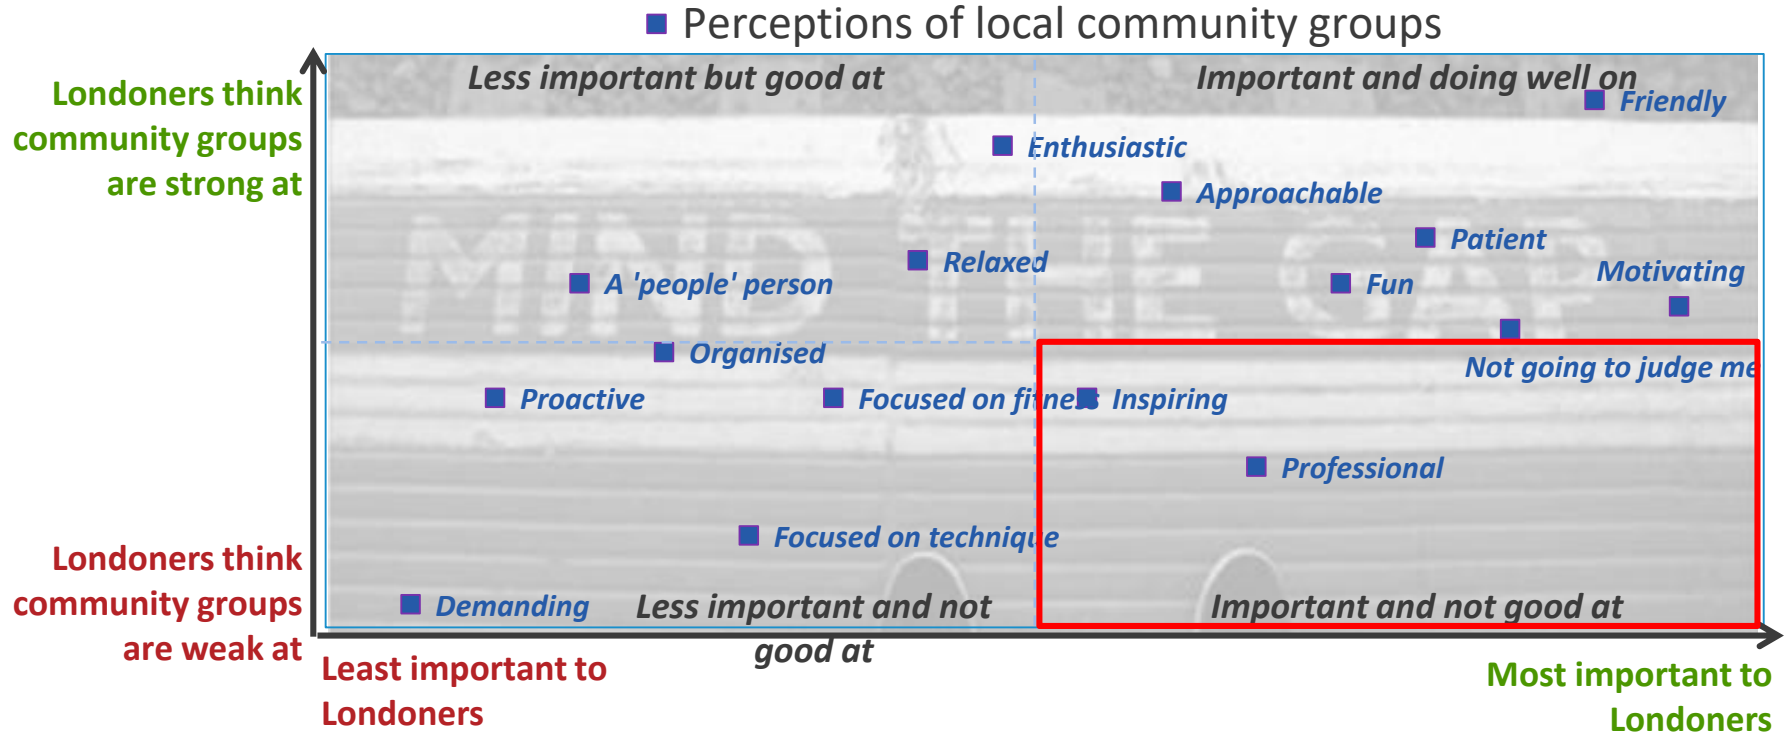 Perceptions of local community groups
Less important but good at
Important and doing well on
Londoners think
community groups
are strong at
Friendly
Enthusiastic
Approachable
Patient
Relaxed
Motivating
A 'people' person
Fun
MIND THE GAP
Organised
Not going to judge me
Proactive
Focused on fitness
Inspiring
Professional
Focused on technique
Londoners think
community groups
are weak at
Demanding
Less important and not
good at
Important and not good at
Least important to
Londoners
Most important to
Londoners